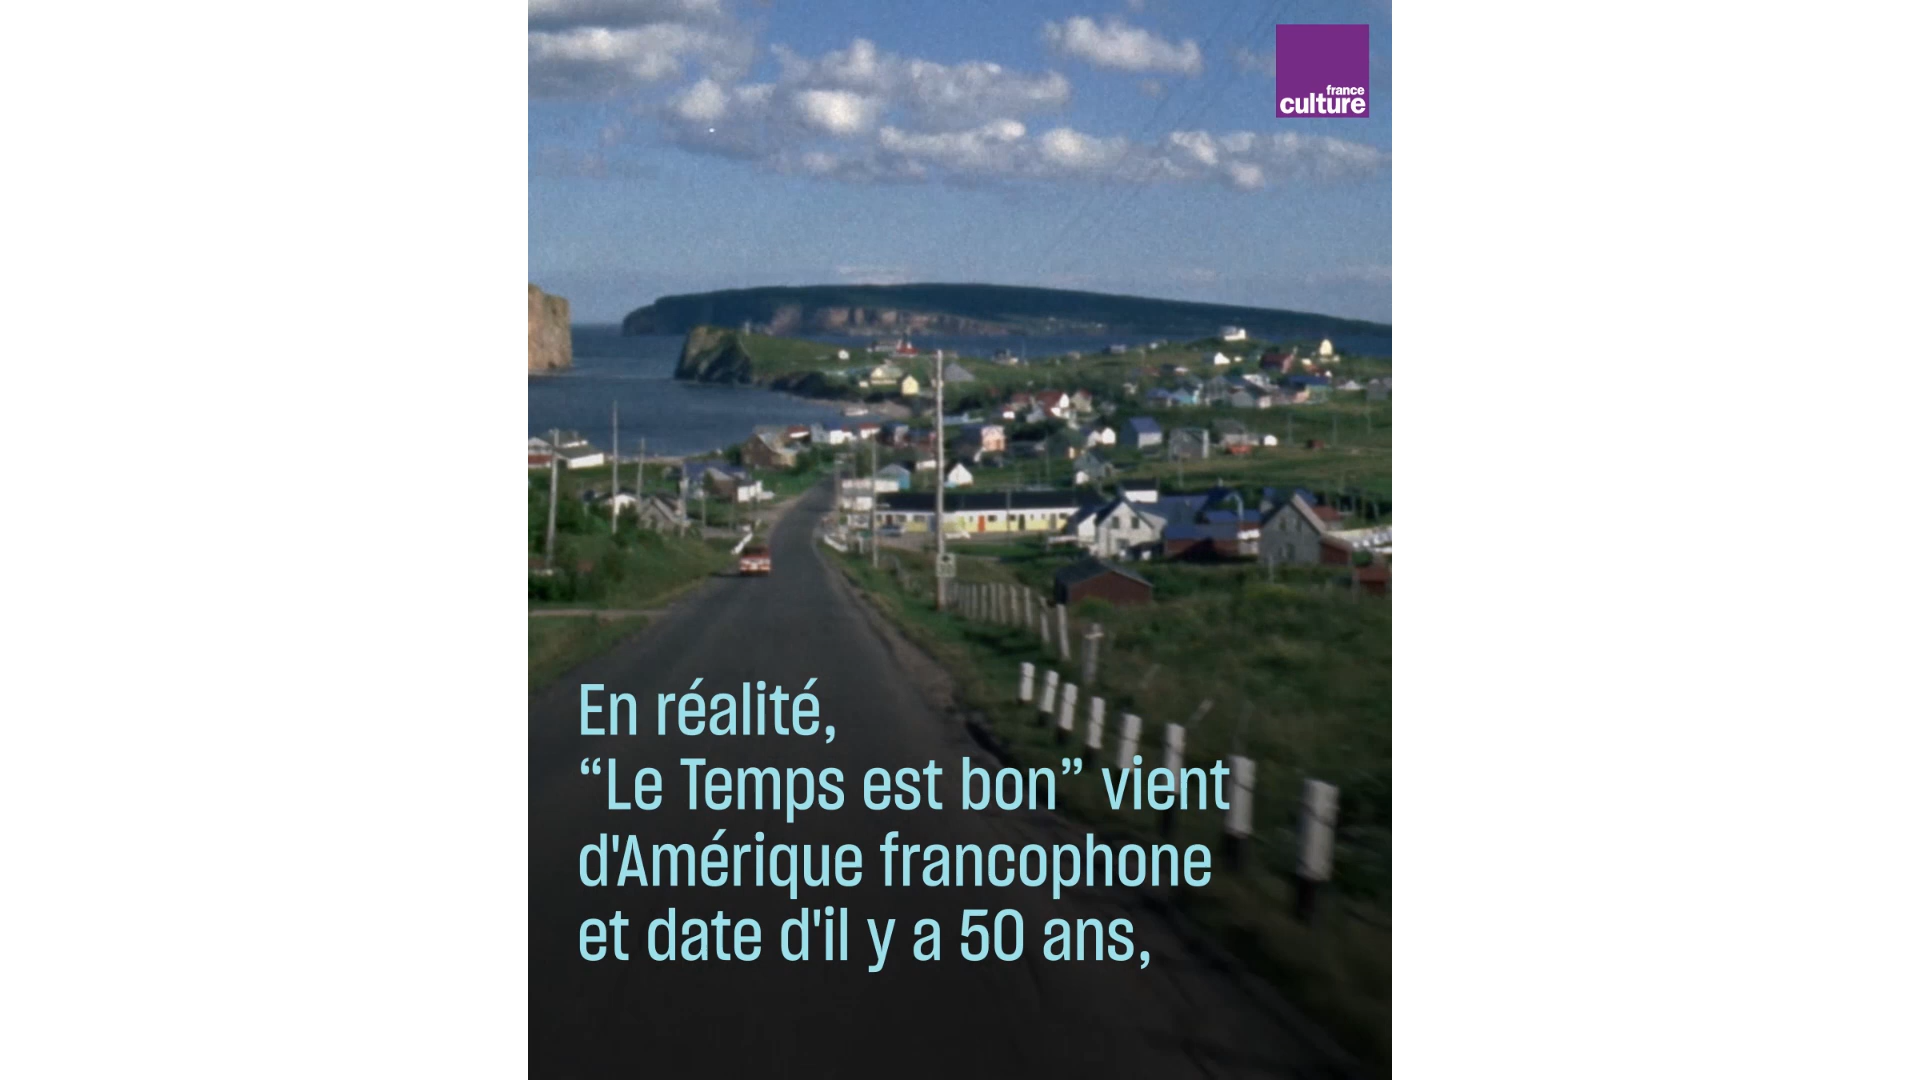 france
culture
En réalité,
“Le Temps est bon” vient
d'Amérique francophone
et date d'il y a 50 ans,